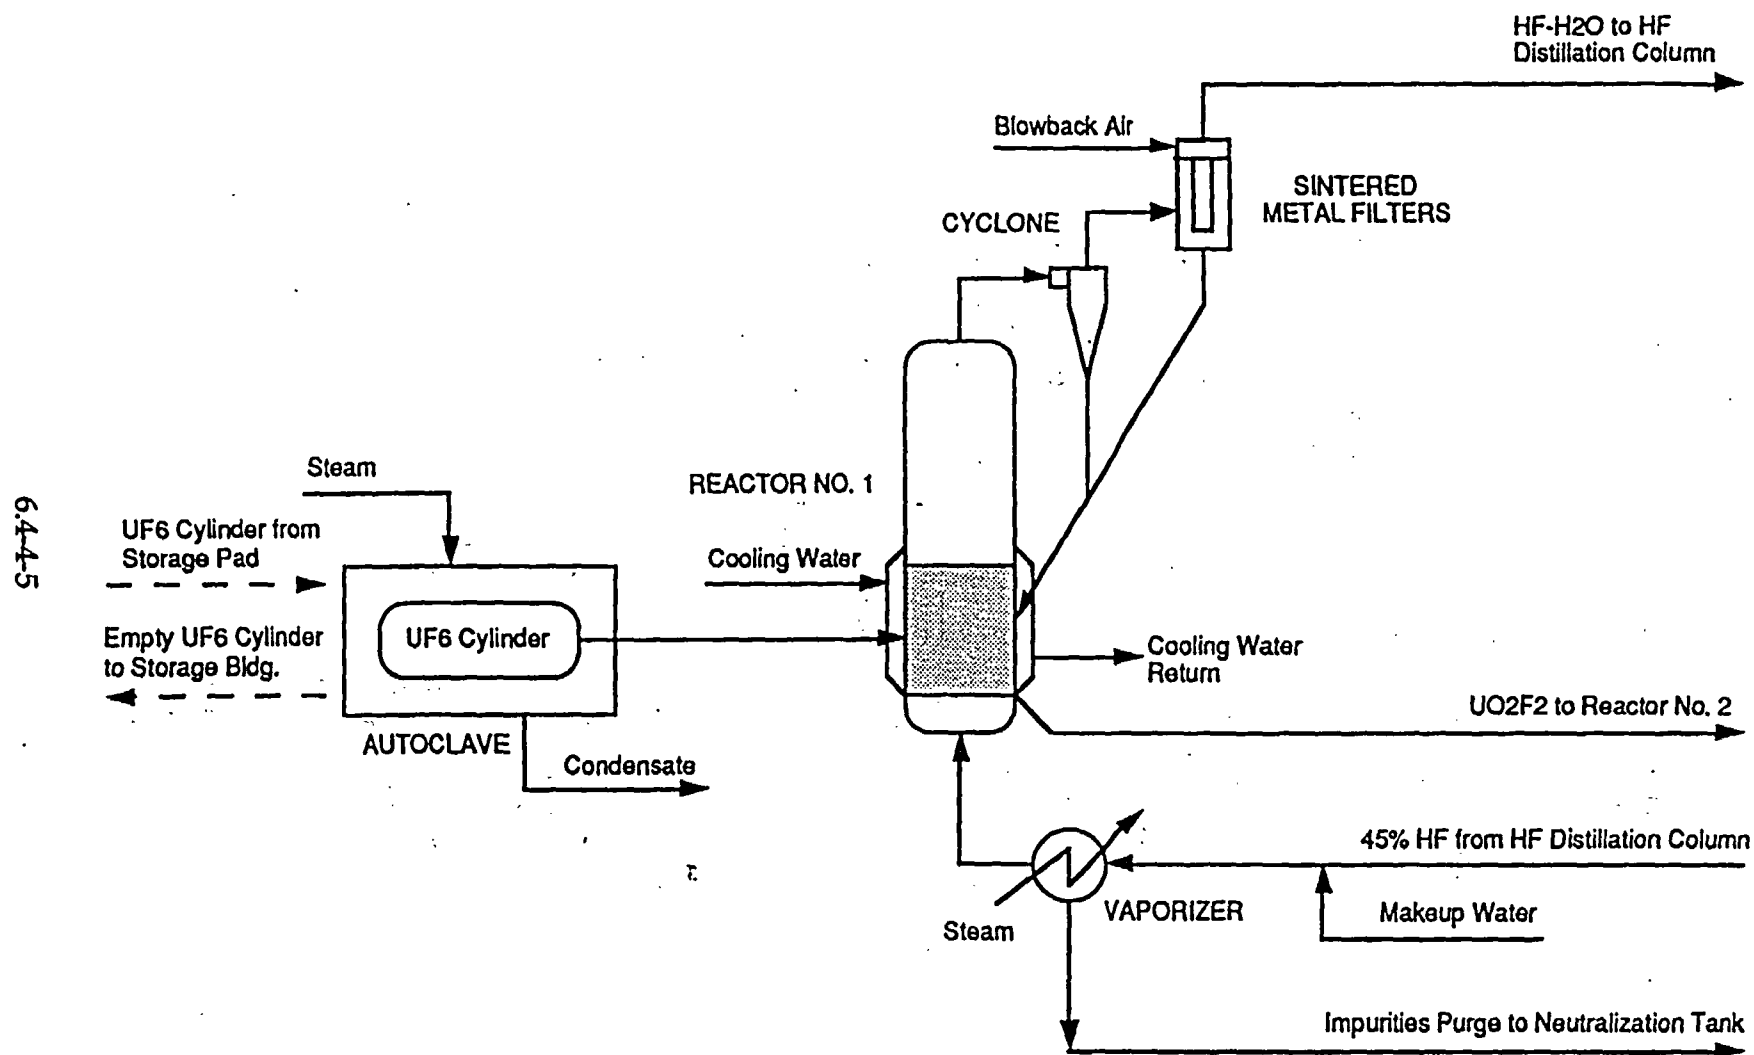 HF-H2O to HF
Distillation Column
Blowback Air
SINTERED
METAL FILTERS
CYCLONE
Steam
REACTOR NO. 1
UF6 Cylinder from
Storage Pad
Cooling Water
Empty UF6 Cylinder
to Storage Bldg.
UF6 Cylinder
Cooling Water
Return
UO2F2 to Reactor No. 2
AUTOCLAVE
Condensate
45% HF from HF Distillation Column
VAPORIZER
Makeup Water
Steam
Impurities Purge to Neutralization Tank
6.4-4-5